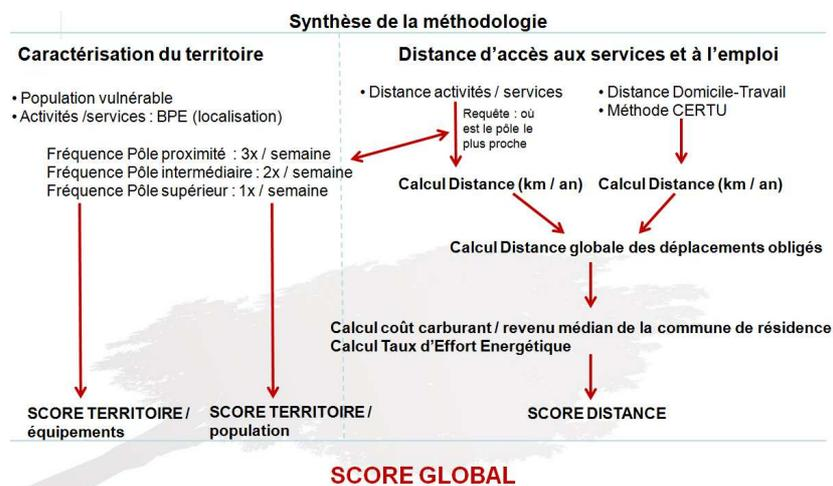 Synthèse de la méthodologie
Caractérisation du territoire
• Population vulnérable
• Activités /services : BPE (localisation)
Fréquence Pôle proximité : 3x / semaine
Fréquence Pôle intermédiaire : 2x / semaine
Fréquence Pôle supérieur : 1x / semaine
SCORE TERRITOIRE /
équipements
SCORE TERRITOIRE /
population
Distance d'accès aux services et à l'emploi
• Distance activités / services
Requête : où
est le pôle le
plus proche
• Distance Domicile-Travail
• Méthode CERTU
Calcul Distance (km / an)
Calcul Distance (km / an)
Calcul Distance globale des déplacements obligés
Calcul coût carburant / revenu médian de la commune de résidence
Calcul Taux d'Effort Energétique
SCORE DISTANCE
SCORE GLOBAL